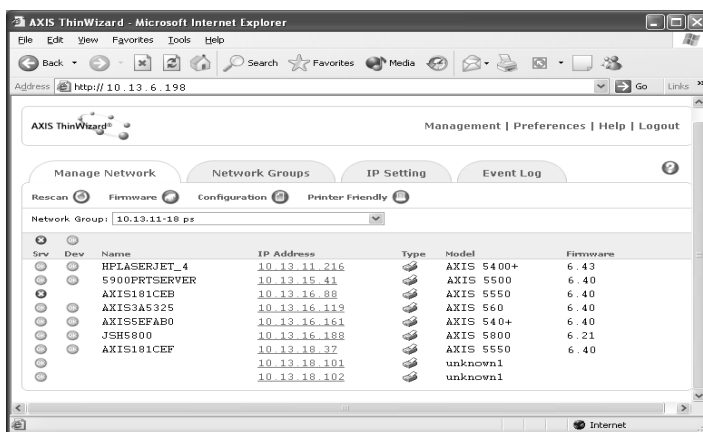 AXIS ThinWizard - Microsoft Internet Explorer
File Edit View Favorites Tools Help
Back Search Favorites Media
Address http://10.13.6.198 Go Links
AXIS ThinWizard® Management | Preferences | Help | Logout
Manage Network Network Groups IP Setting Event Log
Rescan Firmware Configuration Printer Friendly
Network Group: 10.13.11-18 ps
Srv Dev Name IP Address Type Model Firmware
HPLASERJET_4 10.13.11.216 AXIS 5400+ 6.43
5900PRTSERVER 10.13.15.41 AXIS 5500 6.40
AXIS181CEB 10.13.16.88 AXIS 5550 6.40
AXIS3A5325 10.13.16.119 AXIS 560 6.40
AXIS5EFAB0 10.13.16.161 AXIS 540+ 6.40
JSH5800 10.13.16.188 AXIS 5800 6.21
AXIS181CEF 10.13.18.37 AXIS 5550 6.40
10.13.18.101 unknown1
10.13.18.102 unknown1
Internet